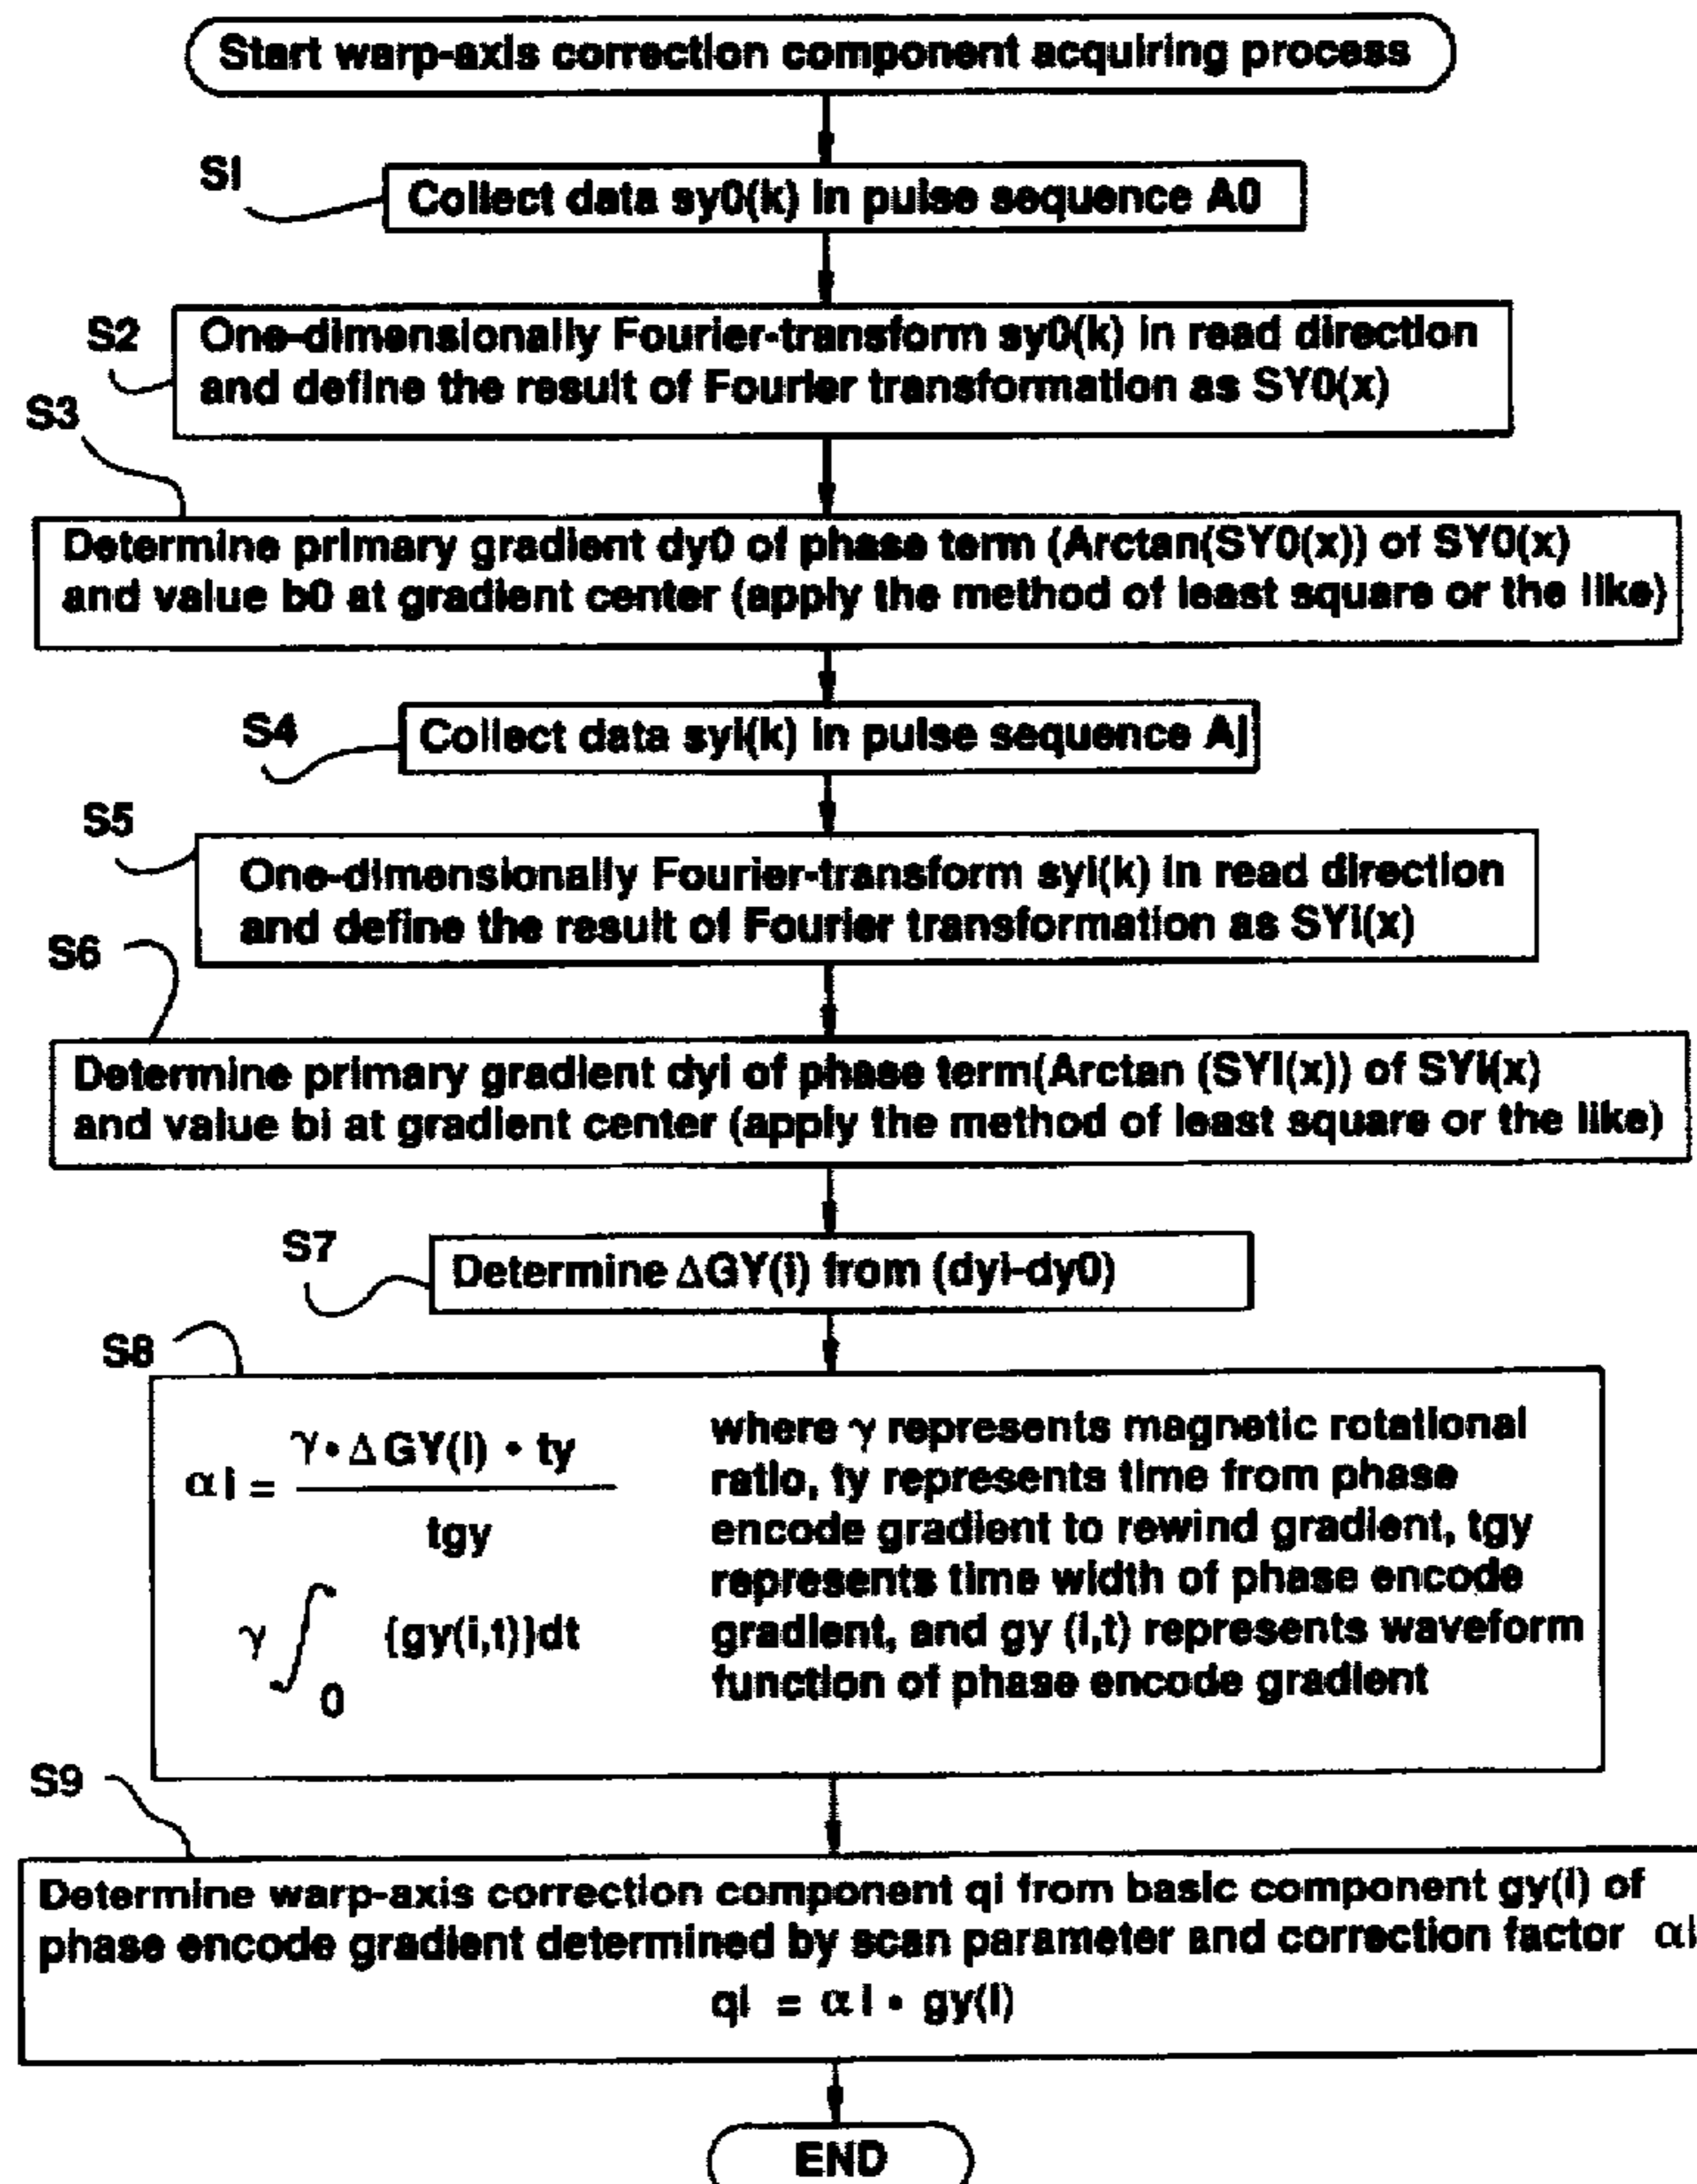 Start warp-axis correction component acquiring process
S1
Collect data sy0(k) in pulse sequence A0
S2
One-dimensionally Fourier-transform sy0(k) in read direction
and define the result of Fourier transformation as SY0(x)
S3
Determine primary gradient dy0 of phase term (Arctan(SY0(x)) of SY0(x)
and value b0 at gradient center (apply the method of least square or the like)
S4
Collect data syi(k) in pulse sequence Aj
S5
One-dimensionally Fourier-transform syi(k) in read direction
and define the result of Fourier transformation as SYi(x)
S6
Determine primary gradient dyi of phase term(Arctan (SYi(x)) of SYi(x)
and value bi at gradient center (apply the method of least square or the like)
S7
Determine ΔGY(i) from (dyi-dy0)
S8
αi = γ•ΔGY(i) • ty
tgy
γ∫ {gy(i,t)}dt
0
where γ represents magnetic rotational
ratio, ty represents time from phase
encode gradient to rewind gradient, tgy
represents time width of phase encode
gradient, and gy (i,t) represents waveform
function of phase encode gradient
S9
Determine warp-axis correction component qi from basic component gy(i) of
phase encode gradient determined by scan parameter and correction factor αi
qi = αi • gy(i)
END